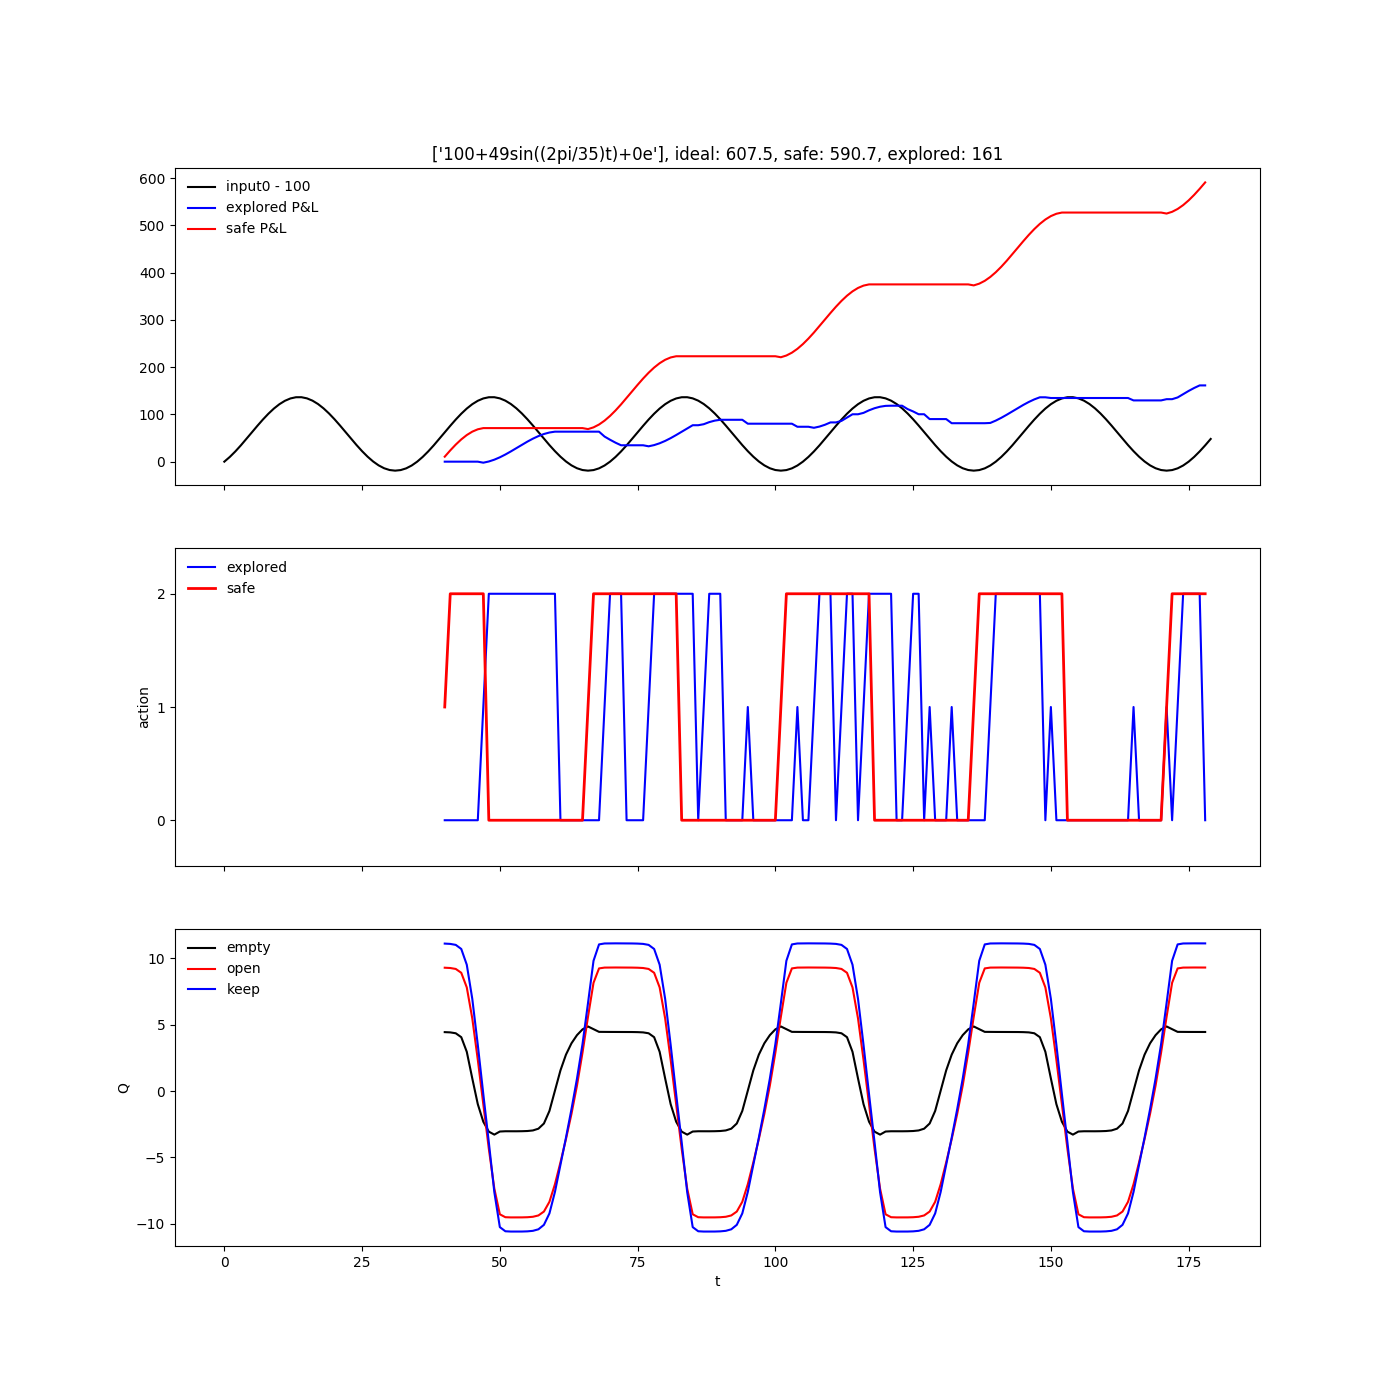 ['100+49sin((2pi/35)t)+0e'], ideal: 607.5, safe: 590.7, explored: 161
600
500
400
300
200
100
0
input0 - 100
explored P&L
safe P&L
2
1
0
action
explored
safe
10
5
0
−5
−10
Q
empty
open
keep
0 25 50 75 100 125 150 175
t